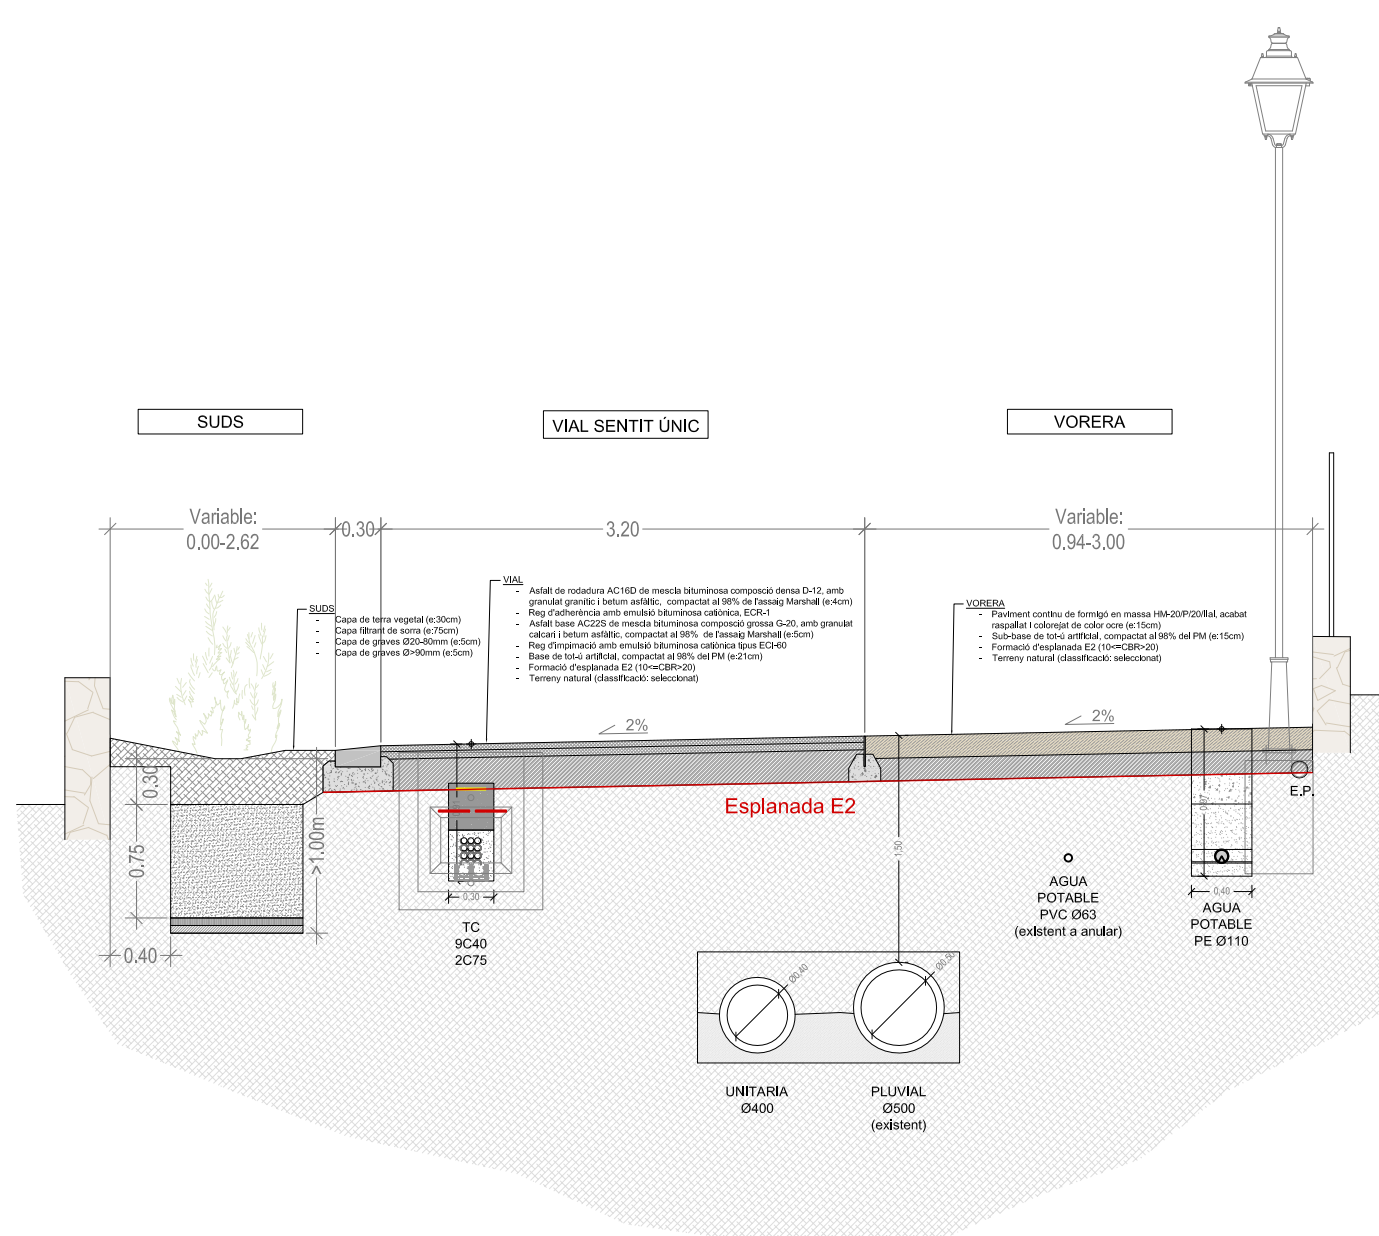 SUDS
VIAL SENTIT ÚNIC
VORERA
Variable:
0.00-2.62
0.30
3.20
Variable:
0.94-3.00
SUDS
- Capa de terra vegetal (e:30cm)
- Capa filtrant de sorra (e:75cm)
- Capa de graves Ø20-80mm (e:5cm)
- Capa de graves Ø>90mm (e:5cm)
VIAL
- Asfalt de rodadura AC16D de mescla bituminosa composció densa D-12, amb
granulat granític i betum asfàltic, compactat al 98% de l'assaig Marshall (e:4cm)
- Reg d'adherència amb emulsió bituminosa catiònica, ECR-1
- Asfalt base AC22S de mescla bituminosa composció grossa G-20, amb granulat
calcari i betum asfàltic, compactat al 98% de l'assaig Marshall (e:5cm)
- Reg d'imprimació amb emulsió bituminosa catiònica tipus ECI-60
- Base de tot-ú artificial, compactat al 98% del PM (e:21cm)
- Formació d'esplanada E2 (10<=CBR>20)
- Terreny natural (classificació: seleccionat)
VORERA
- Paviment continu de formigó en massa HM-20/P/20/IIaI, acabat
raspallat i colorejat de color ocre (e:15cm)
- Sub-base de tot-ú artificial, compactat al 98% del PM (e:15cm)
- Formació d'esplanada E2 (10<=CBR>20)
- Terreny natural (classificació: seleccionat)
2%
2%
0.30
0.75
>1.00m
0.40
Esplanada E2
E.P.
0,30
1,50
0,40
TC
9C40
2C75
AGUA
POTABLE
PVC Ø63
(existent a anular)
AGUA
POTABLE
PE Ø110
Ø0,40
Ø0,50
UNITARIA
Ø400
PLUVIAL
Ø500
(existent)